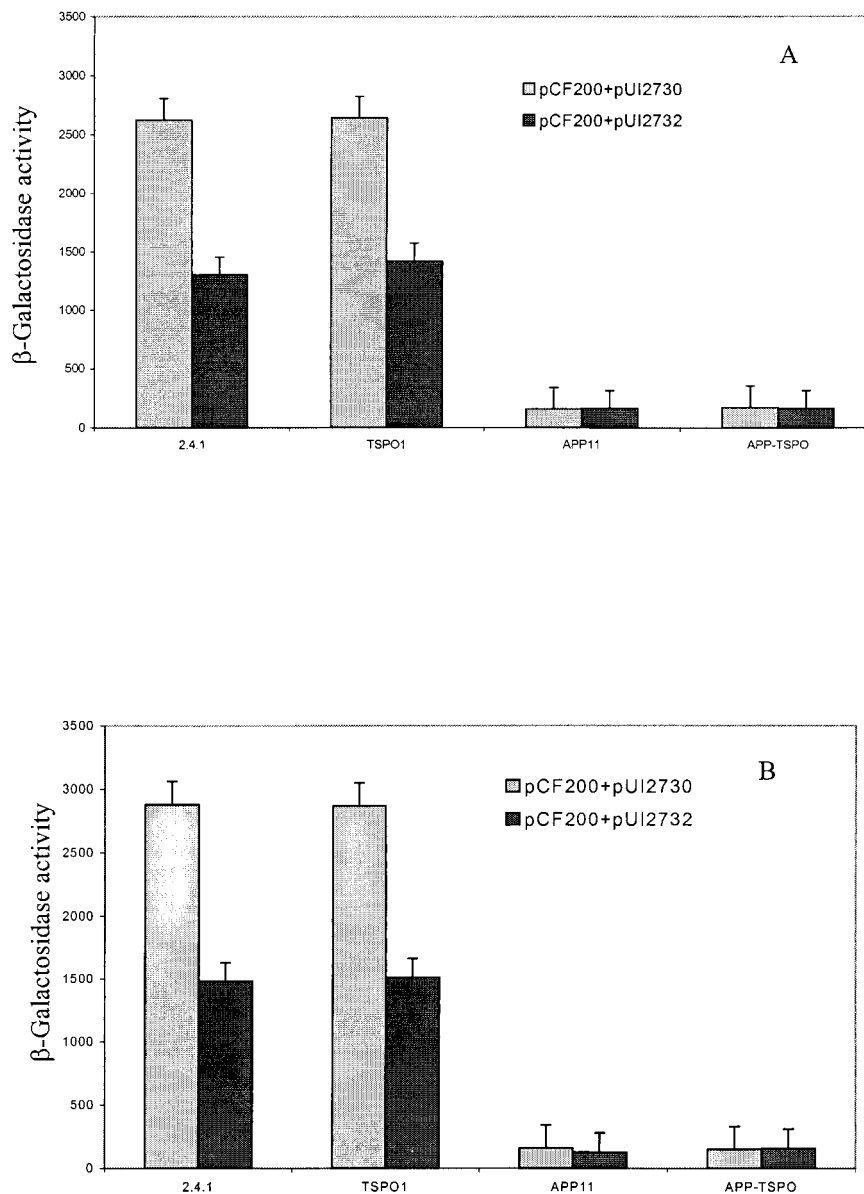 3500
A
3000
pCF200+pUI2730
pCF200+pUI2732
2500
2000
1500
1000
500
0
β-Galactosidase activity
2.4.1 TSPO1 APP11 APP-TSPO
3500
B
3000
pCF200+pUI2730
pCF200+pUI2732
2500
2000
1500
1000
500
0
β-Galactosidase activity
2.4.1 TSPO1 APP11 APP-TSPO